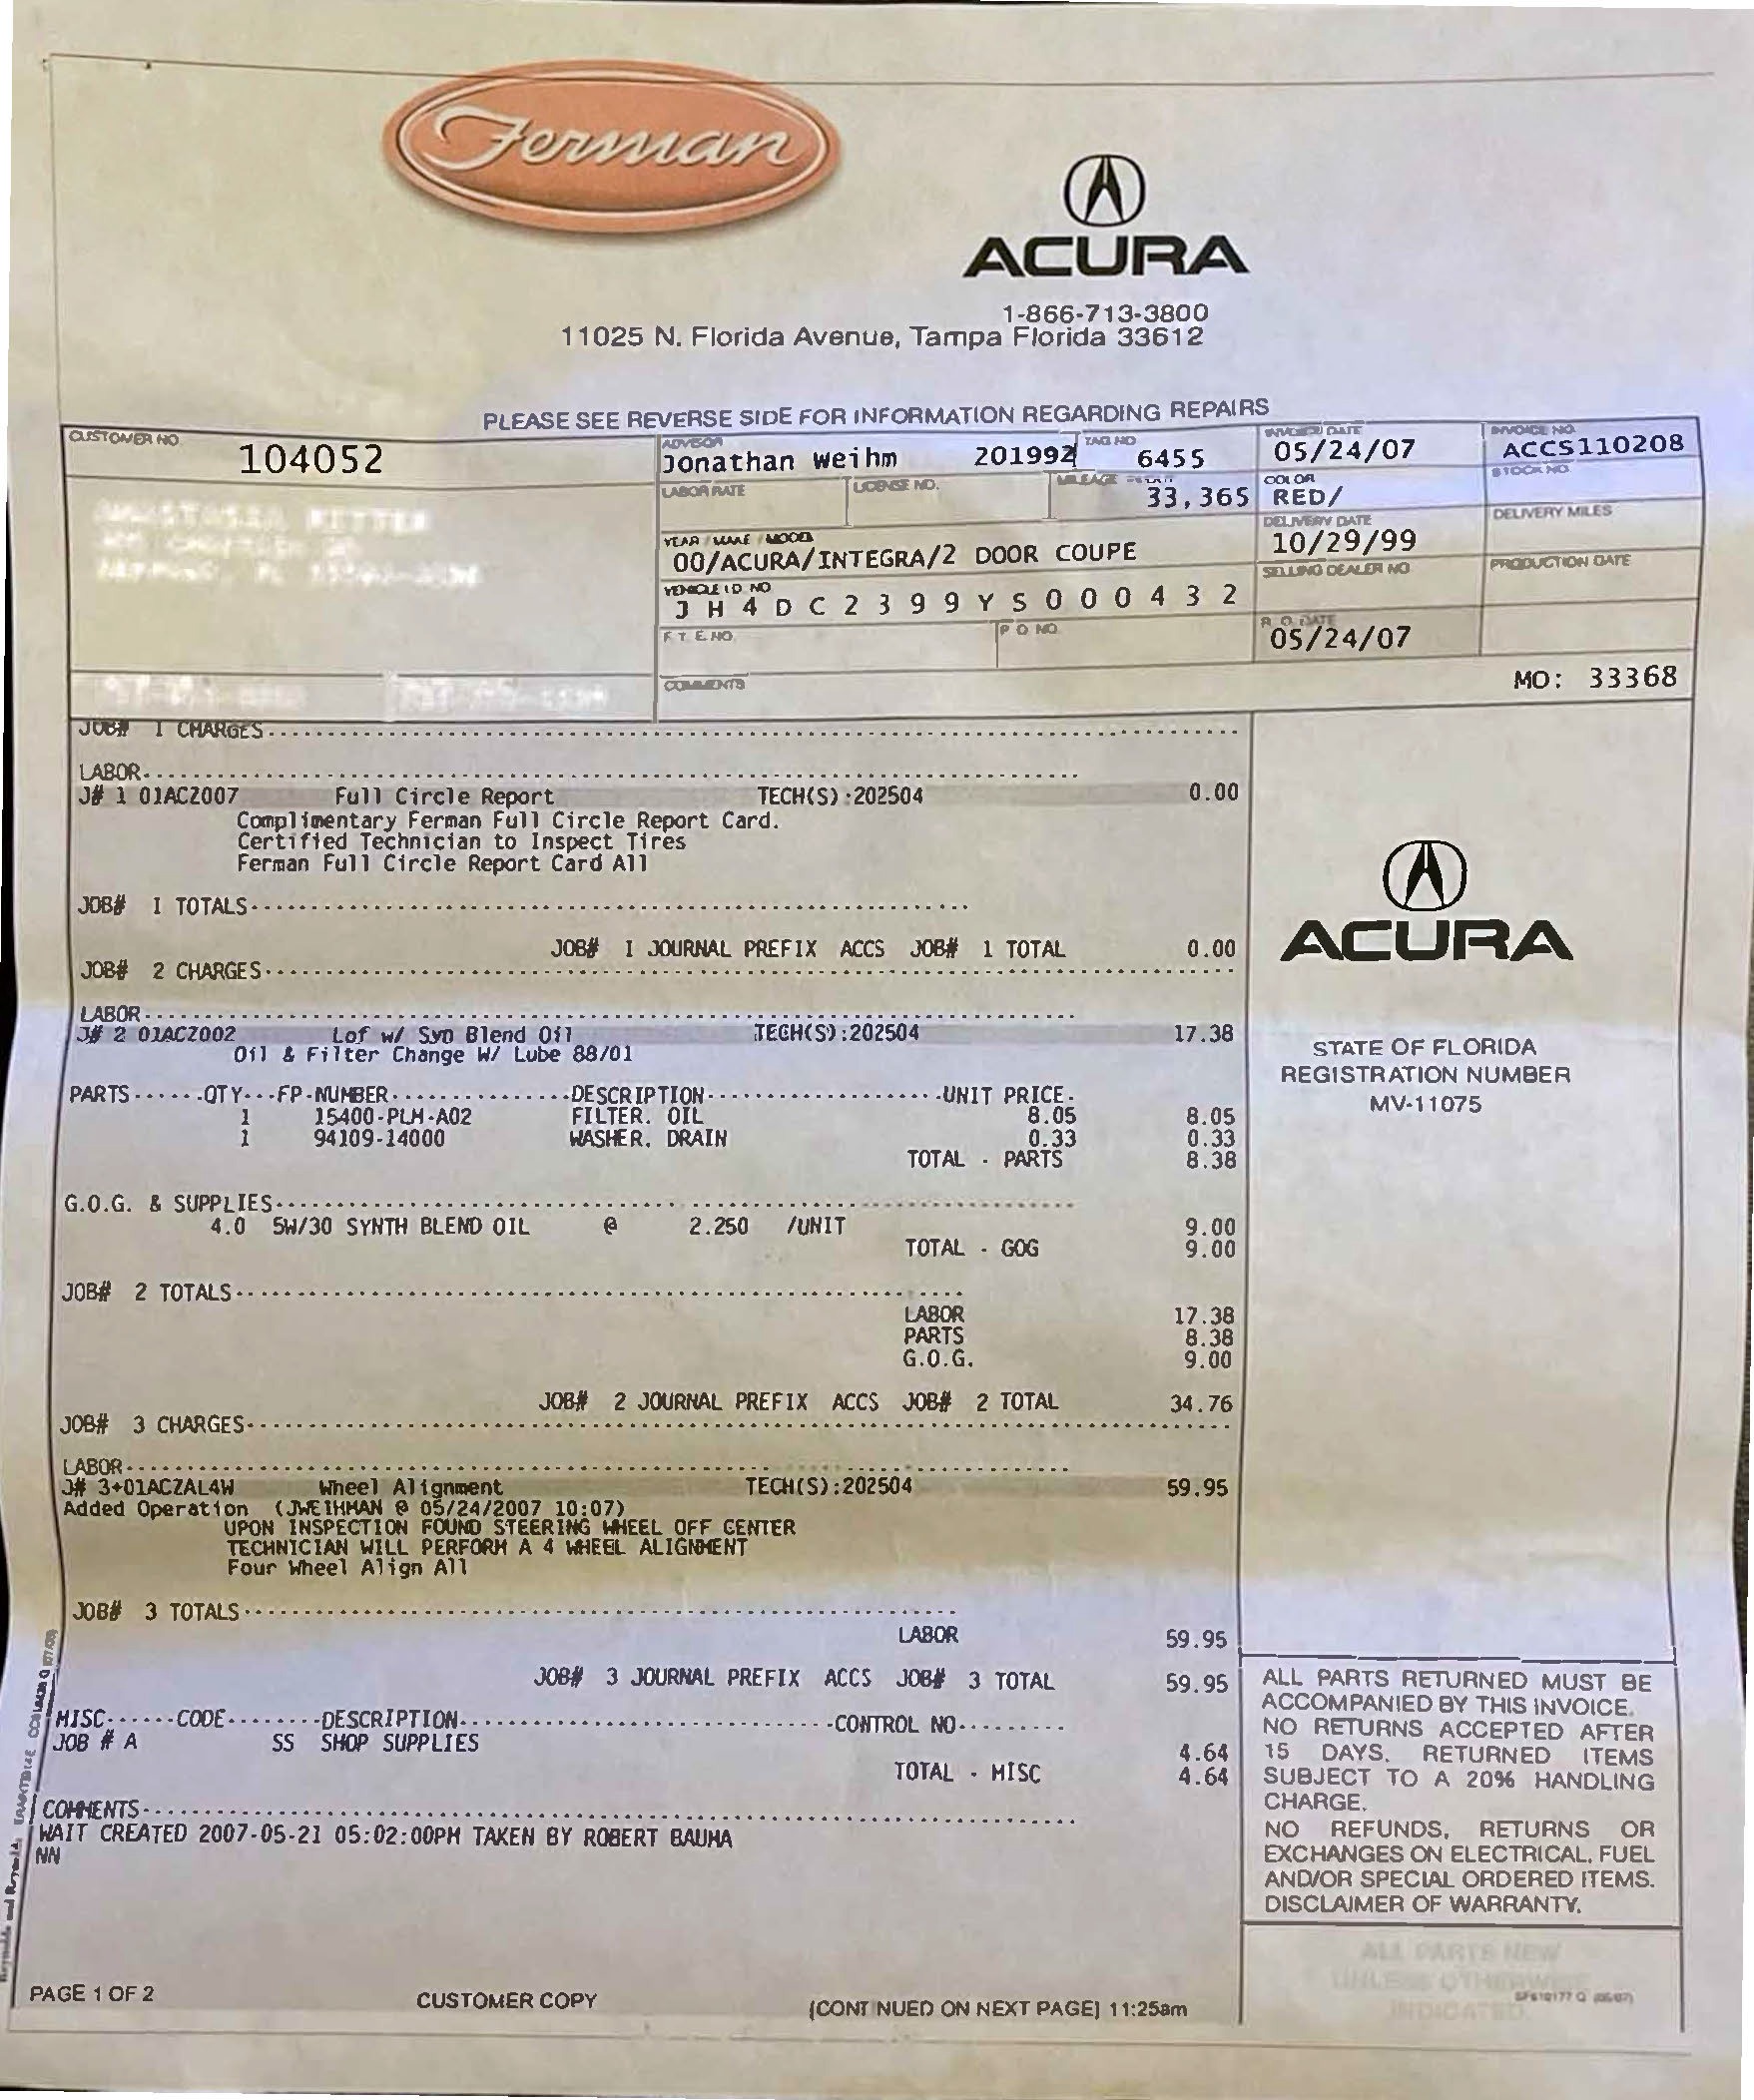 Ferman
ACURA
1-866-713-3800
11025 N. Florida Avenue, Tampa Florida 33612
PLEASE SEE REVERSE SIDE FOR INFORMATION REGARDING REPAIRS
CUSTOMER NO. 104052
ADVISOR Jonathan Weihm 201992
TAG NO 6455
INVOICE DATE 05/24/07
INVOICE NO. ACCS110208
LABOR RATE
LICENSE NO.
MILEAGE 33,365
COLOR RED/
STOCK NO.
YEAR / MAKE / MODEL 00/ACURA/INTEGRA/2 DOOR COUPE
DELIVERY DATE 10/29/99
DELIVERY MILES
VEHICLE I.D. NO. JH4DC2399YS000432
SELLING DEALER NO.
PRODUCTION DATE
F. T. E. NO.
P. O. NO.
R. O. DATE 05/24/07
COMMENTS
MO: 33368
JOB# 1 CHARGES
LABOR
J# 1 01ACZ007 Full Circle Report TECH(S):202504 0.00
Complimentary Ferman Full Circle Report Card.
Certified Technician to Inspect Tires
Ferman Full Circle Report Card All
JOB# 1 TOTALS
JOB# 1 JOURNAL PREFIX ACCS JOB# 1 TOTAL 0.00
JOB# 2 CHARGES
LABOR
J# 2 01ACZ002 Lof w/ Syn Blend Oil TECH(S):202504 17.38
Oil & Filter Change W/ Lube 88/01
PARTS------QTY---FP-NUMBER---------------DESCRIPTION--------------------UNIT PRICE-
1 15400-PLM-A02 FILTER, OIL 8.05 8.05
1 94109-14000 WASHER, DRAIN 0.33 0.33
TOTAL - PARTS 8.38
G.O.G. & SUPPLIES
4.0 5W/30 SYNTH BLEND OIL @ 2.250 /UNIT 9.00
TOTAL - GOG 9.00
JOB# 2 TOTALS
LABOR 17.38
PARTS 8.38
G.O.G. 9.00
JOB# 2 JOURNAL PREFIX ACCS JOB# 2 TOTAL 34.76
JOB# 3 CHARGES
LABOR
J# 3+01ACZAL4W Wheel Alignment TECH(S):202504 59.95
Added Operation (JWEIHMAN @ 05/24/2007 10:07)
UPON INSPECTION FOUND STEERING WHEEL OFF CENTER
TECHNICIAN WILL PERFORM A 4 WHEEL ALIGNMENT
Four Wheel Align All
JOB# 3 TOTALS
LABOR 59.95
JOB# 3 JOURNAL PREFIX ACCS JOB# 3 TOTAL 59.95
MISC------CODE---------DESCRIPTION------------------------------------CONTROL NO---------
JOB # A SS SHOP SUPPLIES 4.64
TOTAL - MISC 4.64
COMMENTS
WAIT CREATED 2007-05-21 05:02:00PM TAKEN BY ROBERT BAUMA
NN
PAGE 1 OF 2
CUSTOMER COPY
[CONTINUED ON NEXT PAGE] 11:25am
ACURA
STATE OF FLORIDA
REGISTRATION NUMBER
MV-11075
ALL PARTS RETURNED MUST BE
ACCOMPANIED BY THIS INVOICE.
NO RETURNS ACCEPTED AFTER
15 DAYS. RETURNED ITEMS
SUBJECT TO A 20% HANDLING
CHARGE.
NO REFUNDS, RETURNS OR
EXCHANGES ON ELECTRICAL, FUEL
AND/OR SPECIAL ORDERED ITEMS.
DISCLAIMER OF WARRANTY.
ALL PARTS NEW
UNLESS OTHERWISE
INDICATED